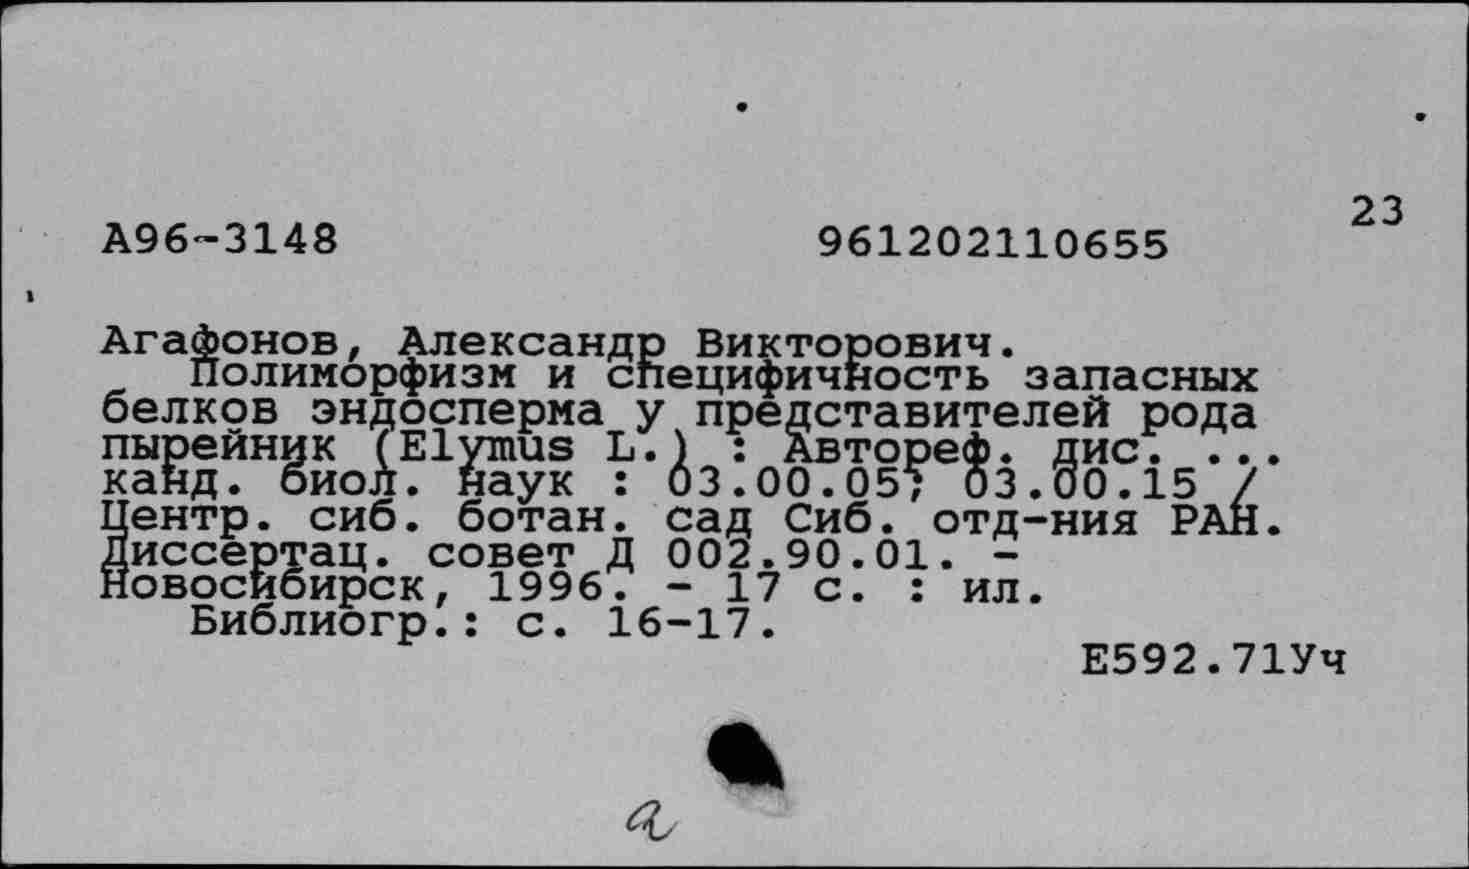 23
А96-3148 961202110655
Агафонов, Александр Викторович.
Полиморфизм и специфичность запасных
белков эндосперма у представителей рода
пырейник (Elymus L.) : Автореф. дис. ...
канд. биол. наук : 03.00.05; 03.00.15 /
Центр. сиб. ботан. сад Сиб. отд-ния РАН.
Диссертац. совет Д 002.90.01. -
Новосибирск, 1996. - 17 с. : ил.
Библиогр.: с. 16-17.
Е592.71Уч